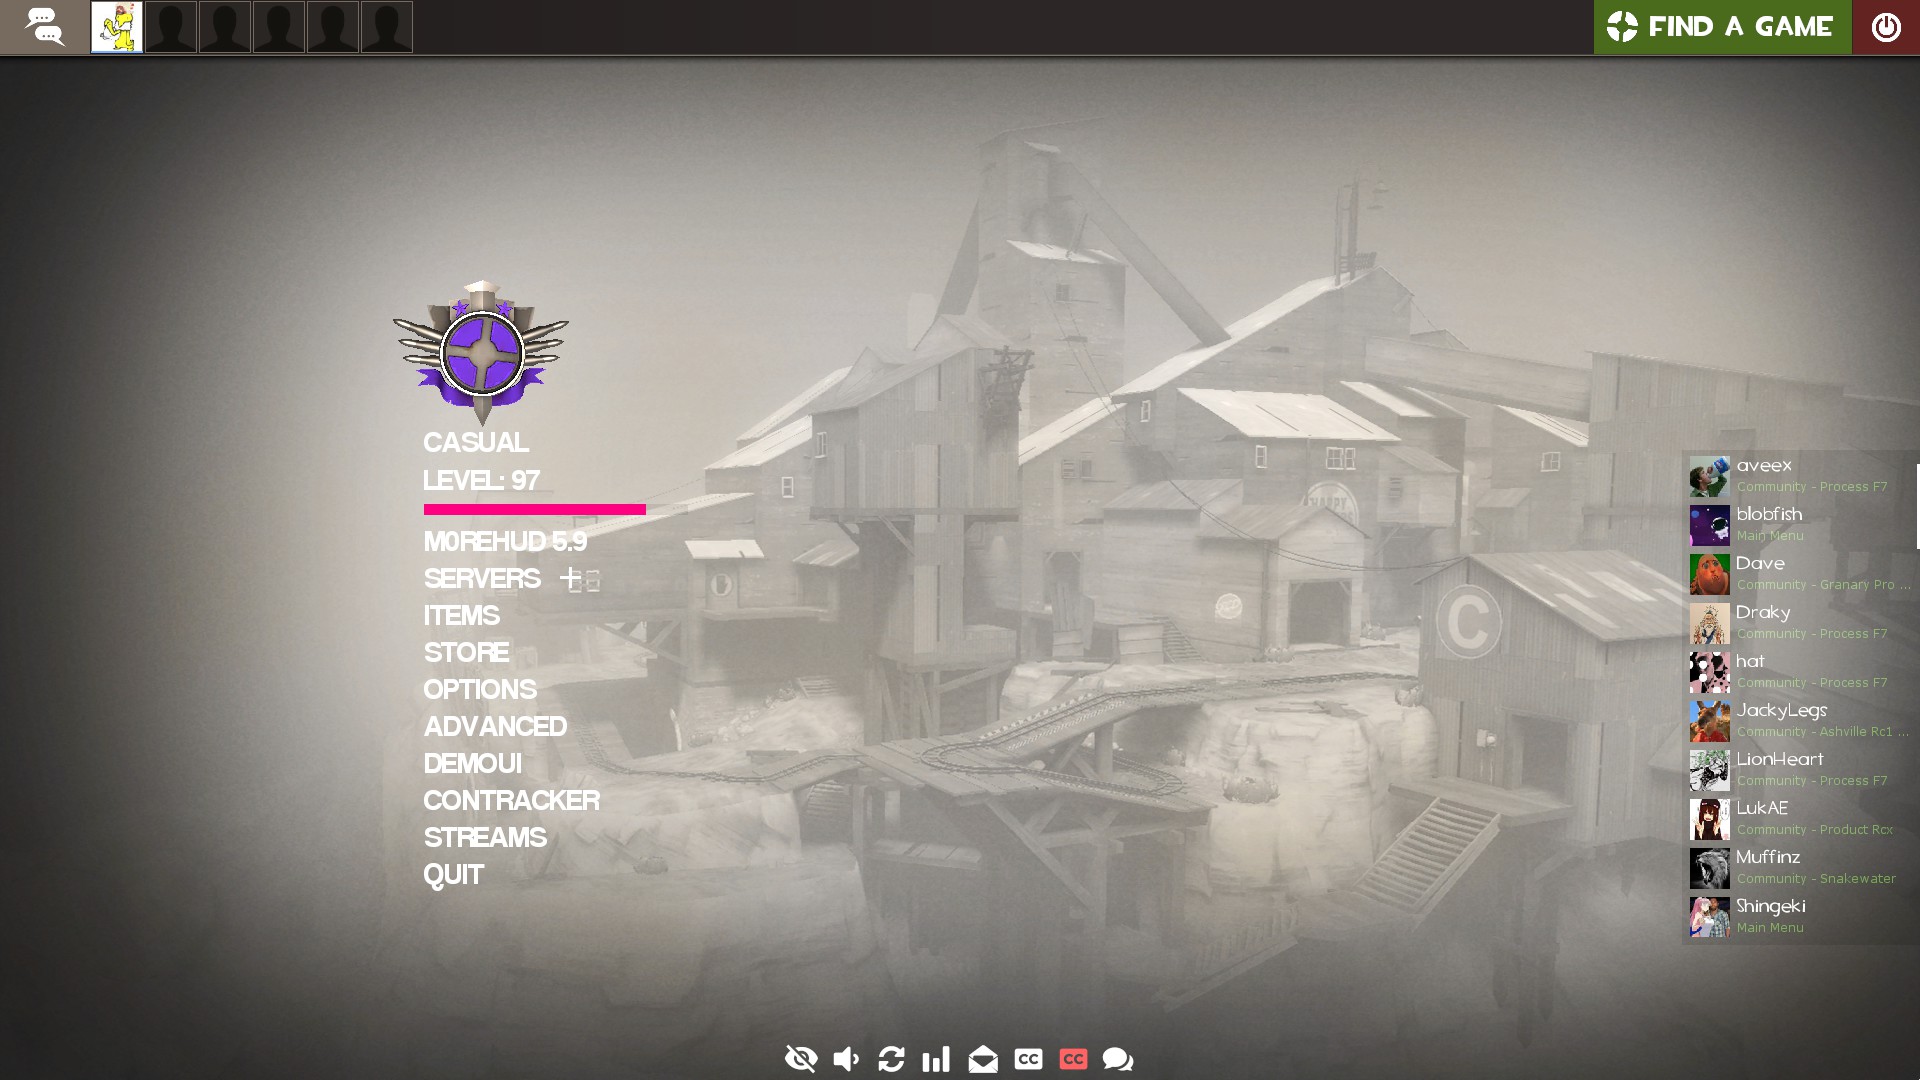 FIND A GAME
CASUAL
LEVEL: 97
M0REHUD 5.9
SERVERS +
ITEMS
STORE
OPTIONS
ADVANCED
DEMOUI
CONTRACKER
STREAMS
QUIT
C
aveex
Community - Process F7
blobfish
Main Menu
Dave
Community - Granary Pro ...
Draky
Community - Process F7
hat
Community - Process F7
JackyLegs
Community - Ashville Rc1 ...
LionHeart
Community - Process F7
LukAE
Community - Product Rcx
Muffinz
Community - Snakewater
Shingeki
Main Menu
CC
CC